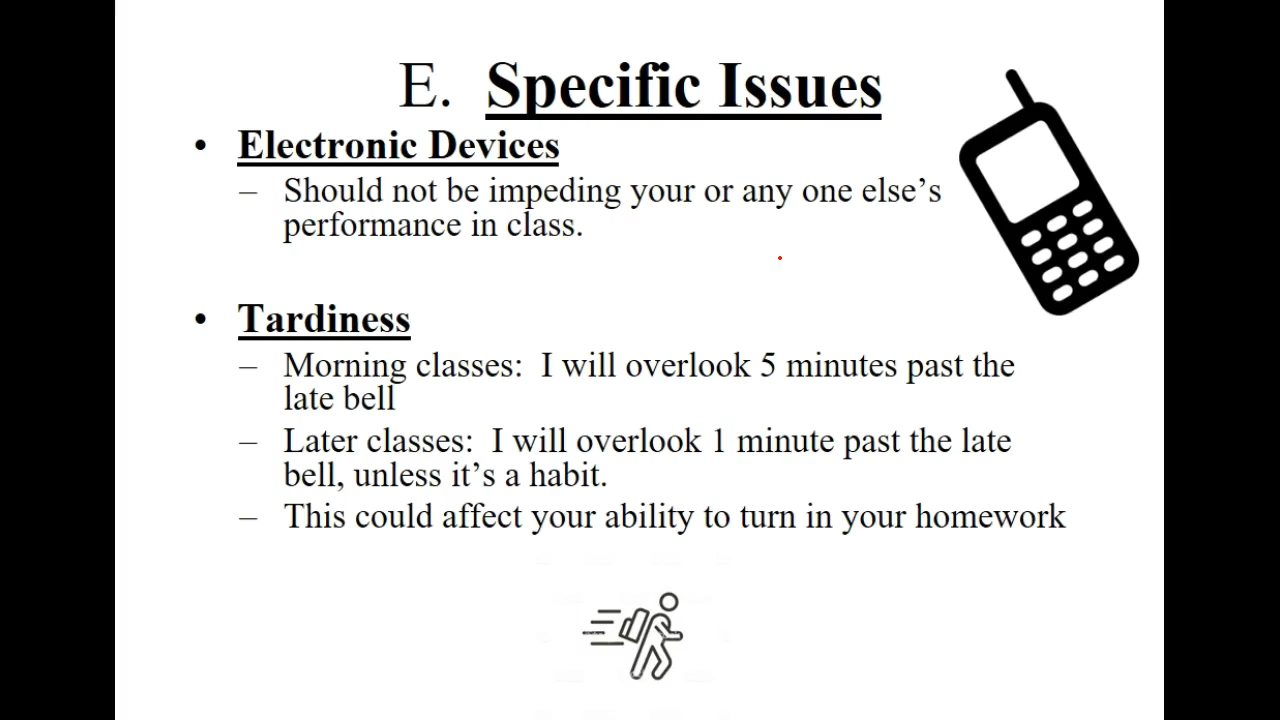 E. Specific Issues
• Electronic Devices
– Should not be impeding your or any one else’s
performance in class.
• Tardiness
– Morning classes: I will overlook 5 minutes past the
late bell
– Later classes: I will overlook 1 minute past the late
bell, unless it’s a habit.
– This could affect your ability to turn in your homework